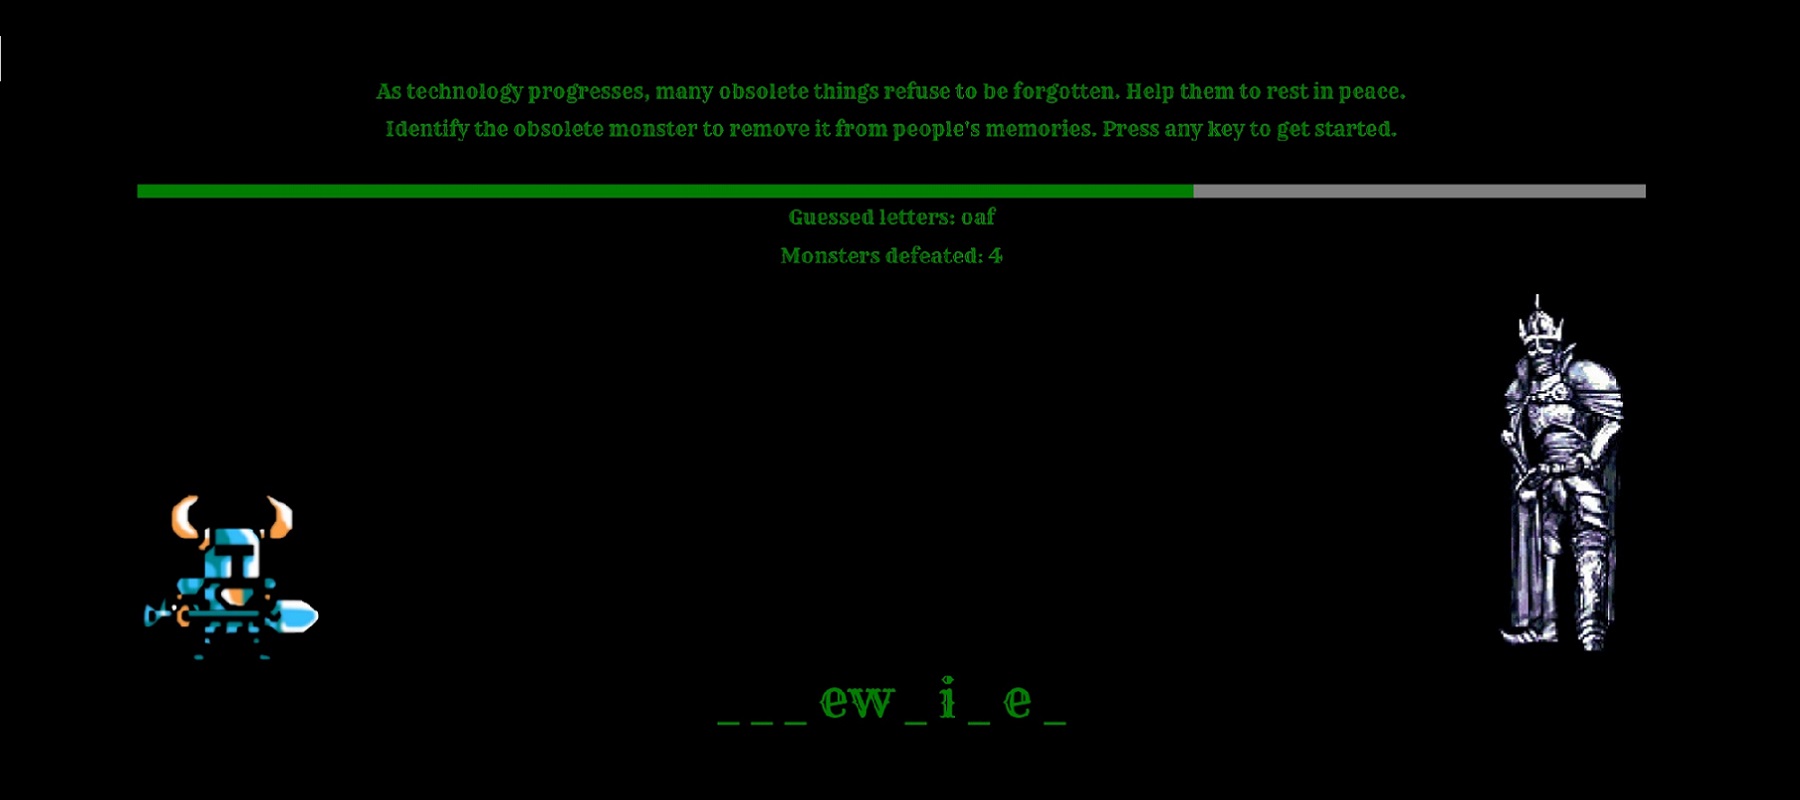 As technology progresses, many obsolete things refuse to be forgotten. Help them to rest in peace.
Identify the obsolete monster to remove it from people's memories. Press any key to get started.
Guessed letters: oaf
Monsters defeated: 4
_ _ _ ew _ i _ e _